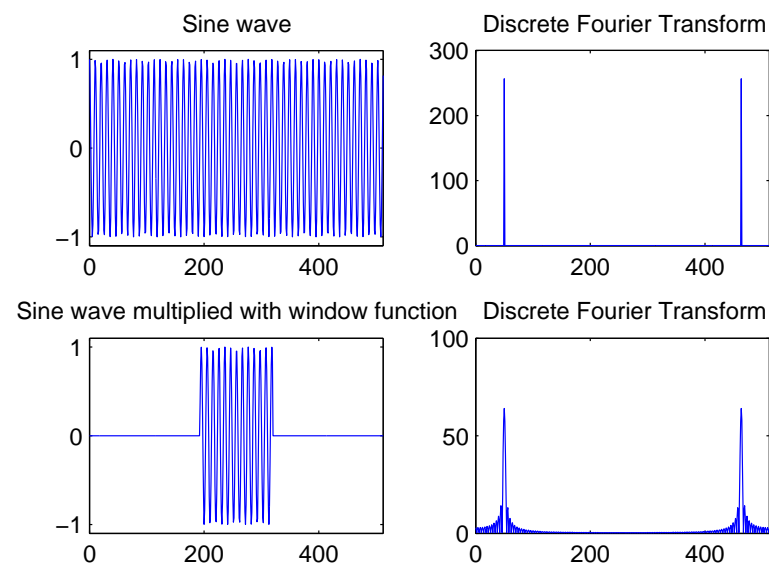 Sine wave
1
0
−1
0 200 400
Discrete Fourier Transform
300
200
100
0
0 200 400
Sine wave multiplied with window function
1
0
−1
0 200 400
Discrete Fourier Transform
100
50
0
0 200 400